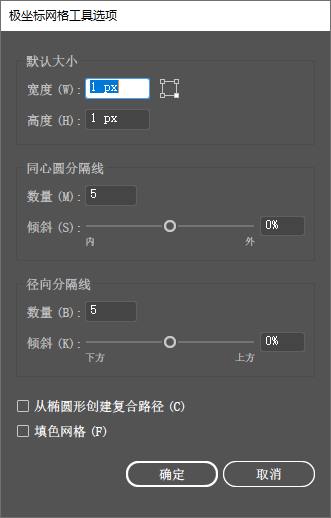 极坐标网格工具选项
默认大小
宽度 (W): 1 px
高度 (H): 1 px
同心圆分隔线
数量 (M): 5
倾斜 (S): 0%
内 外
径向分隔线
数量 (B): 5
倾斜 (K): 0%
下方 上方
从椭圆形创建复合路径 (C)
填色网格 (F)
确定 取消